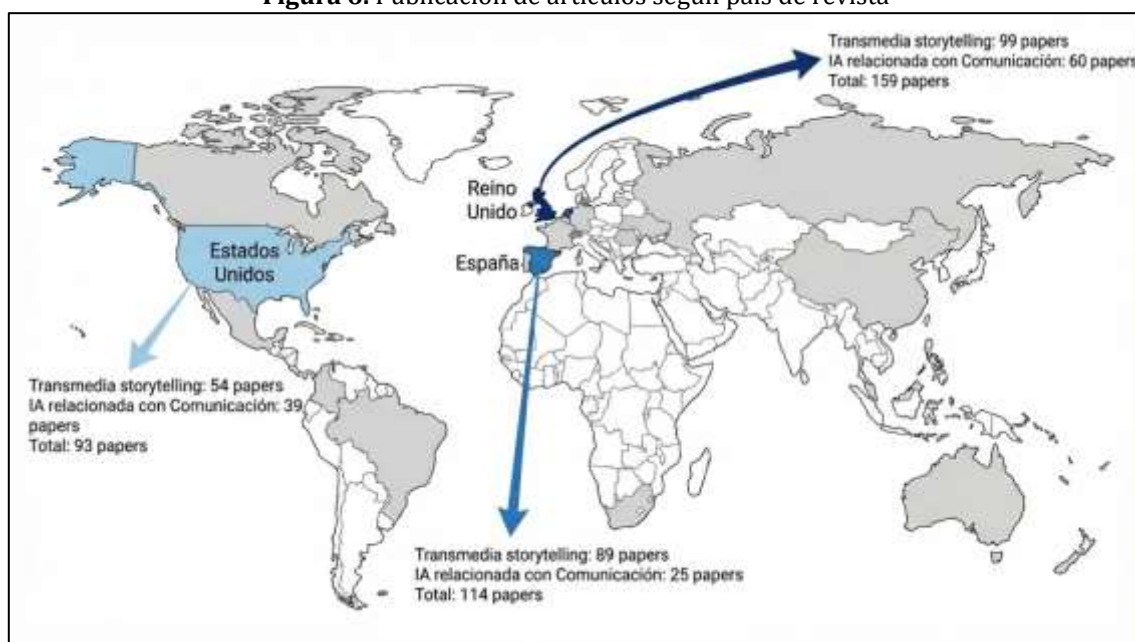 Figura 6. Publicación de artículos según país de revista
Transmedia storytelling: 99 papers
IA relacionada con Comunicación: 60 papers
Total: 159 papers
Reino
Unido
España
Estados
Unidos
Transmedia storytelling: 54 papers
IA relacionada con Comunicación: 39
papers
Total: 93 papers
Transmedia storytelling: 89 papers
IA relacionada con Comunicación: 25 papers
Total: 114 papers